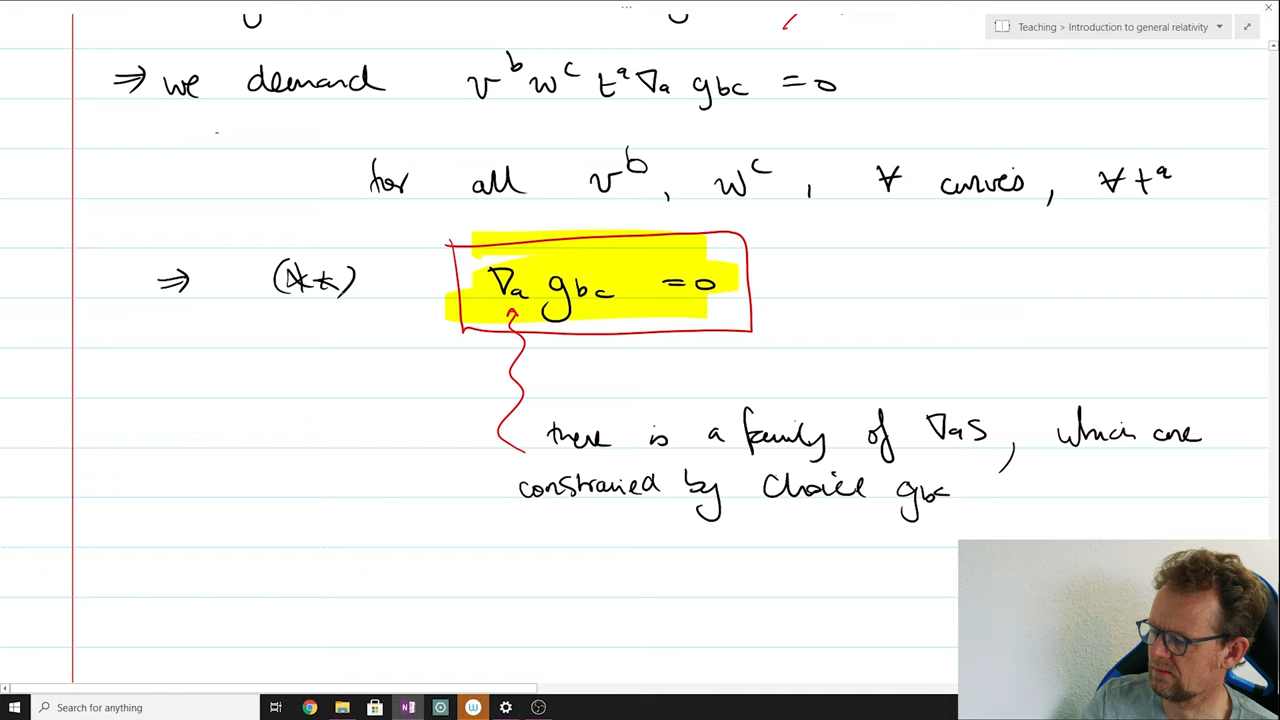 Teaching > Introduction to general relativity
⇒ we demand v^b w^c t^a ∇_a g_bc = 0
for all v^b, w^c, ∀ curves, ∀ t^a
⇒ (**) ∇_a g_bc = 0
there is a family of ∇_a s, which are
constrained by choice g_bc
Search for anything